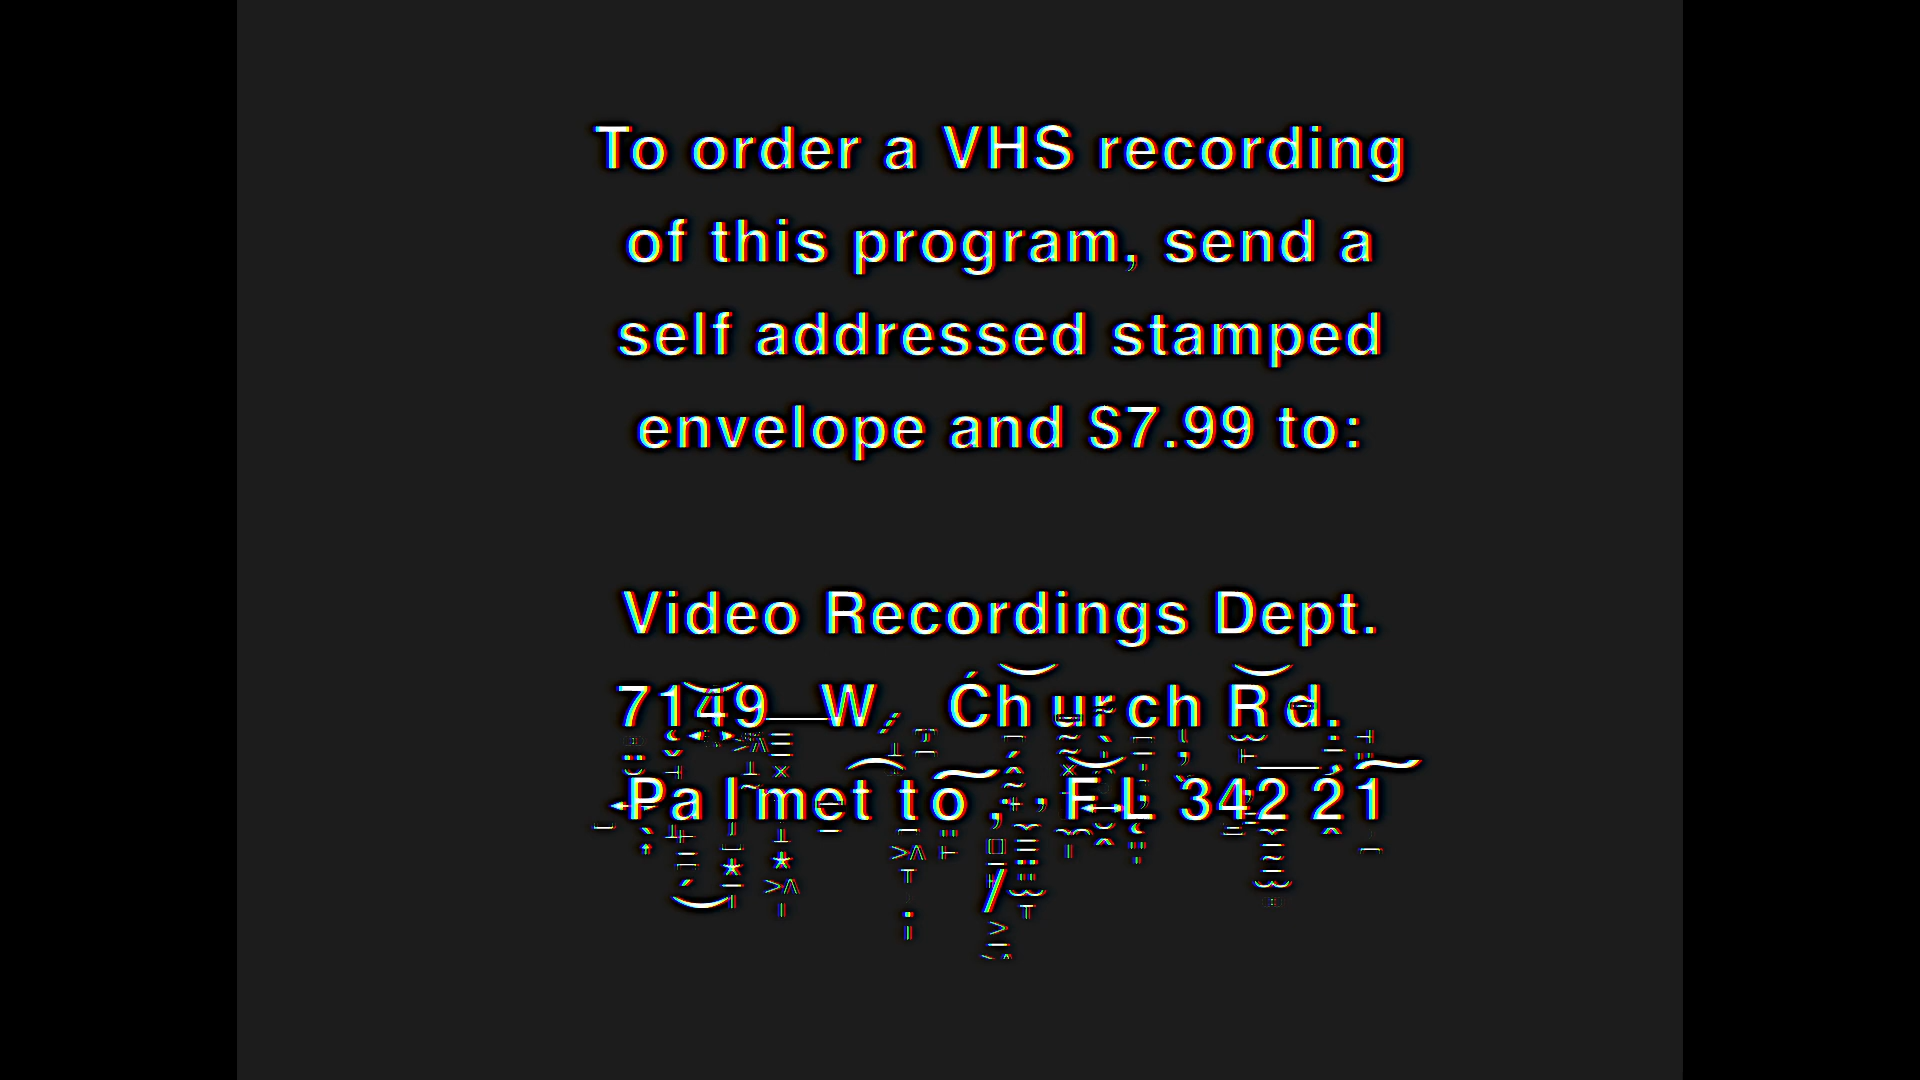 To order a VHS recording
of this program, send a
self addressed stamped
envelope and $7.99 to:
Video Recordings Dept.
7149 W. Church Rd.
Palmetto, FL 34221